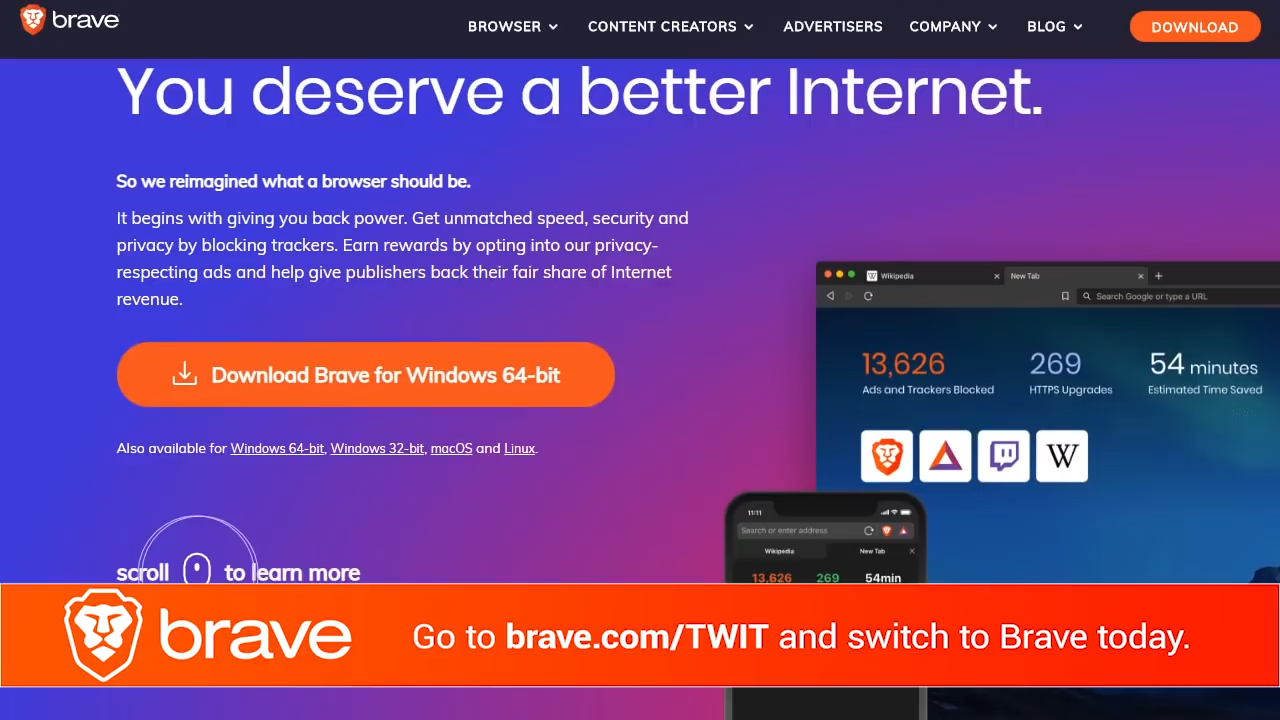 brave
BROWSER
CONTENT CREATORS
ADVERTISERS
COMPANY
BLOG
DOWNLOAD
You deserve a better Internet.
So we reimagined what a browser should be.
It begins with giving you back power. Get unmatched speed, security and
privacy by blocking trackers. Earn rewards by opting into our privacy-
respecting ads and help give publishers back their fair share of Internet
revenue.
Download Brave for Windows 64-bit
Also available for Windows 64-bit, Windows 32-bit, macOS and Linux.
scroll to learn more
W Wikipedia
New Tab
Search Google or type a URL
13,626
Ads and Trackers Blocked
269
HTTPS Upgrades
54 minutes
Estimated Time Saved
W
11:11
Search or enter address
Wikipedia
New Tab
13,626
269
54min
brave
Go to brave.com/TWIT and switch to Brave today.